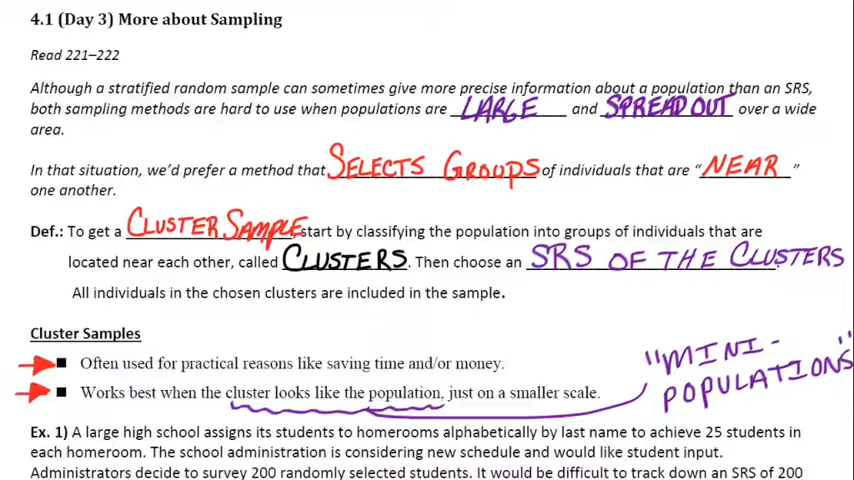 4.1 (Day 3) More about Sampling
Read 221–222
Although a stratified random sample can sometimes give more precise information about a population than an SRS,
both sampling methods are hard to use when populations are LARGE and SPREAD OUT over a wide
area.
In that situation, we'd prefer a method that SELECTS GROUPS of individuals that are "NEAR"
one another.
Def.: To get a CLUSTER SAMPLE, start by classifying the population into groups of individuals that are
located near each other, called CLUSTERS. Then choose an SRS OF THE CLUSTERS.
All individuals in the chosen clusters are included in the sample.
Cluster Samples
■ Often used for practical reasons like saving time and/or money.
■ Works best when the cluster looks like the population, just on a smaller scale.
"MINI-
POPULATIONS"
Ex. 1) A large high school assigns its students to homerooms alphabetically by last name to achieve 25 students in
each homeroom. The school administration is considering new schedule and would like student input.
Administrators decide to survey 200 randomly selected students. It would be difficult to track down an SRS of 200